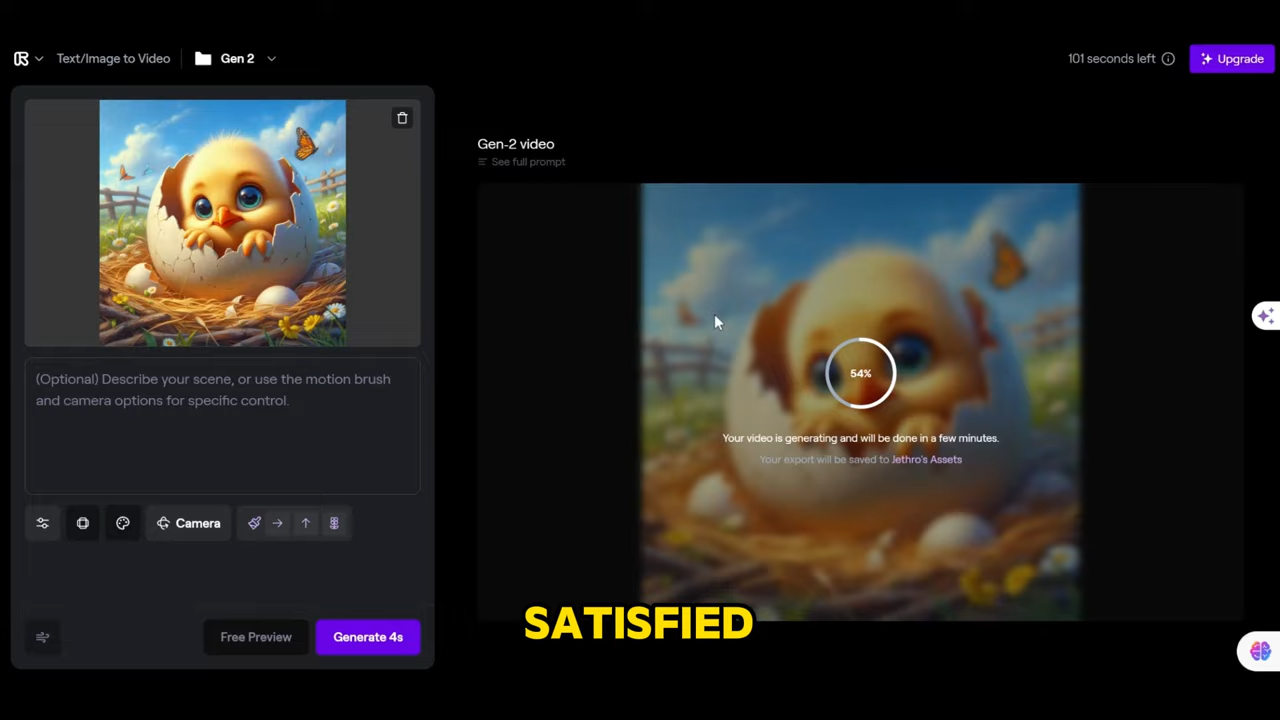 Text/Image to Video
Gen 2
101 seconds left
Upgrade
Gen-2 video
See full prompt
54%
Your video is generating and will be done in a few minutes.
Your export will be saved to Jethro's Assets
(Optional) Describe your scene, or use the motion brush
and camera options for specific control.
Camera
Free Preview
Generate 4s
SATISFIED